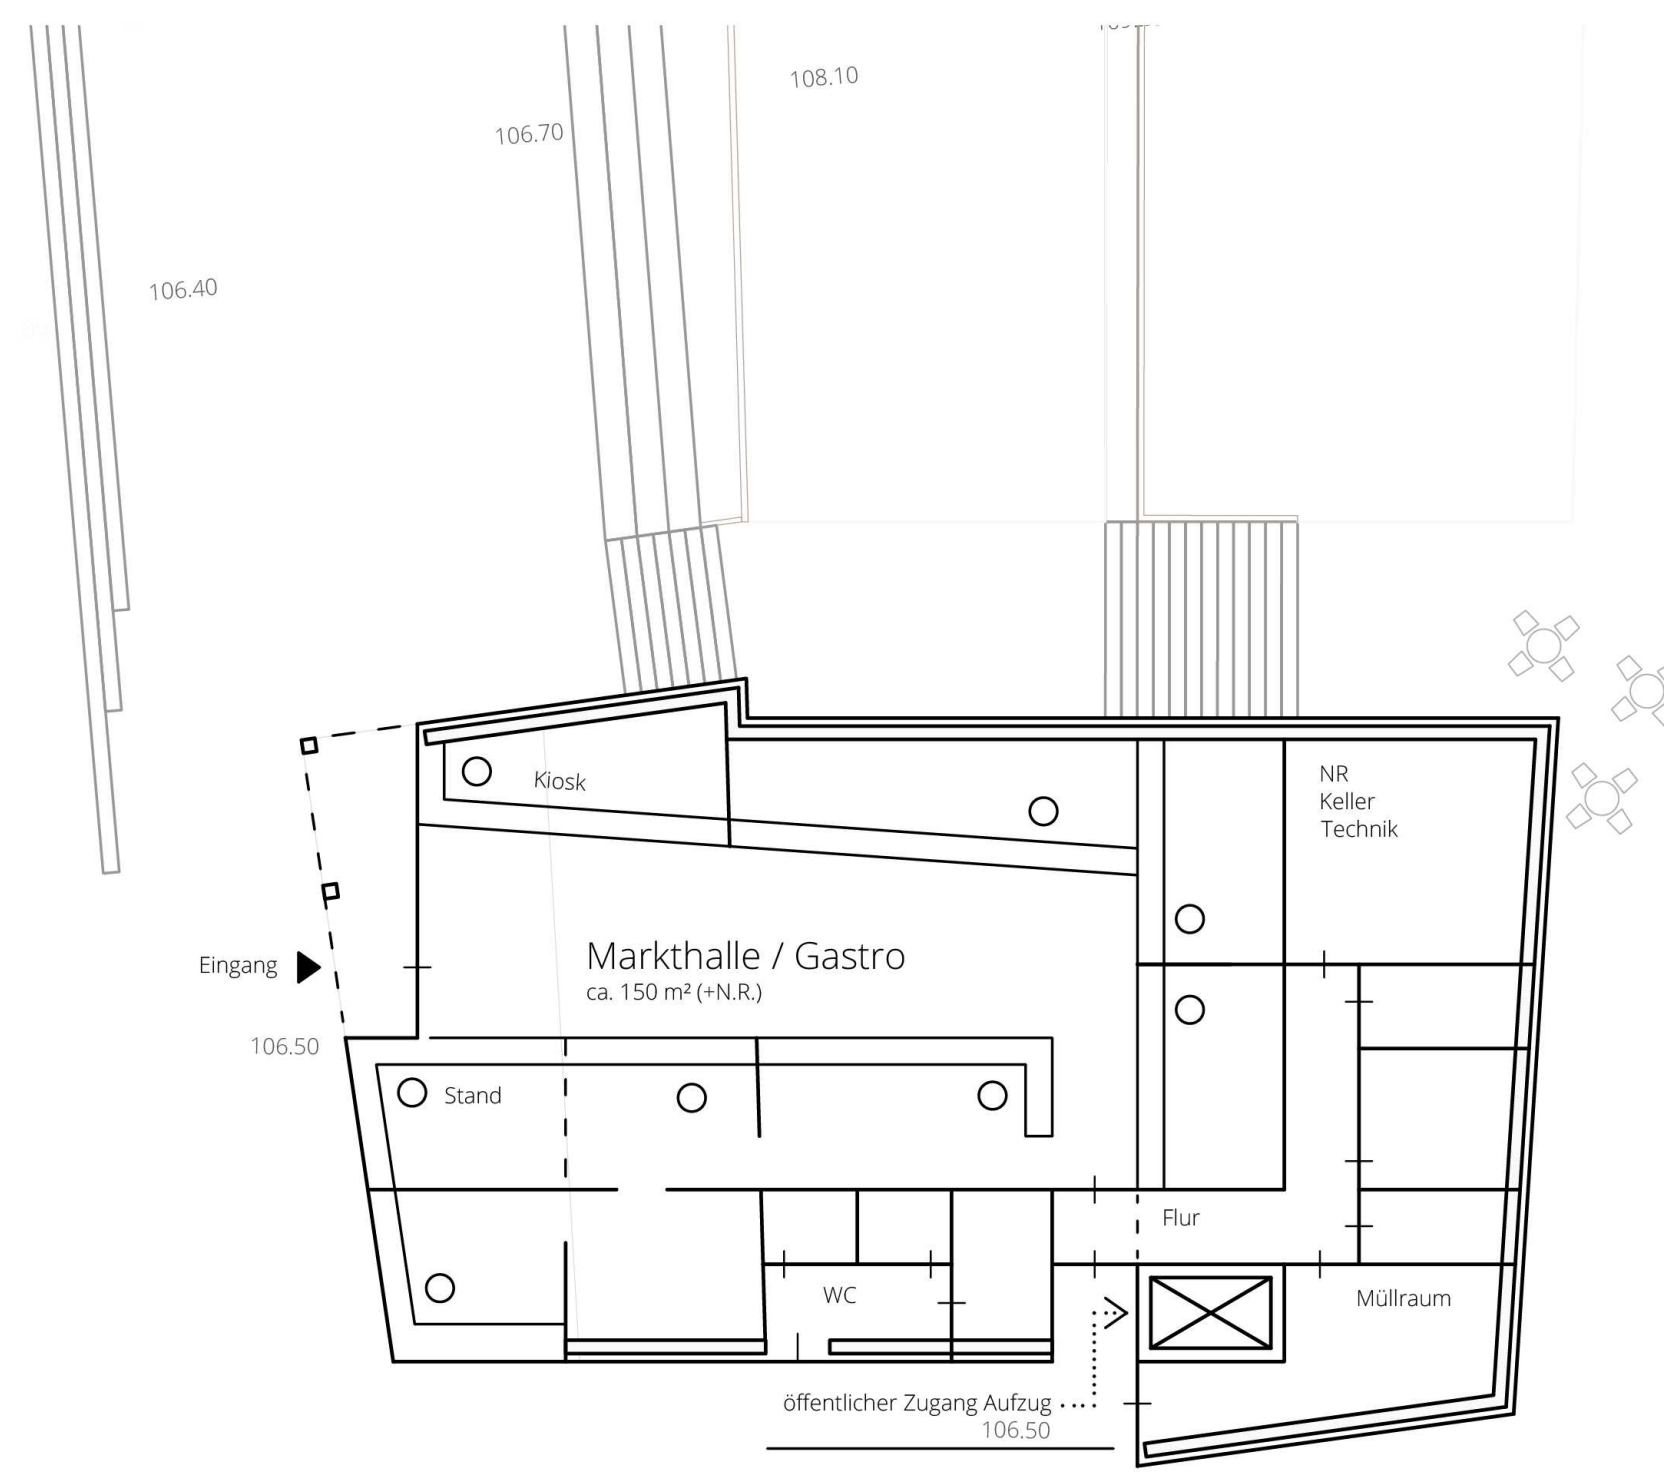 108.10
106.70
106.40
Kiosk
NR
Keller
Technik
Markthalle / Gastro
ca. 150 m² (+N.R.)
Eingang
106.50
Stand
Flur
WC
Müllraum
öffentlicher Zugang Aufzug
106.50